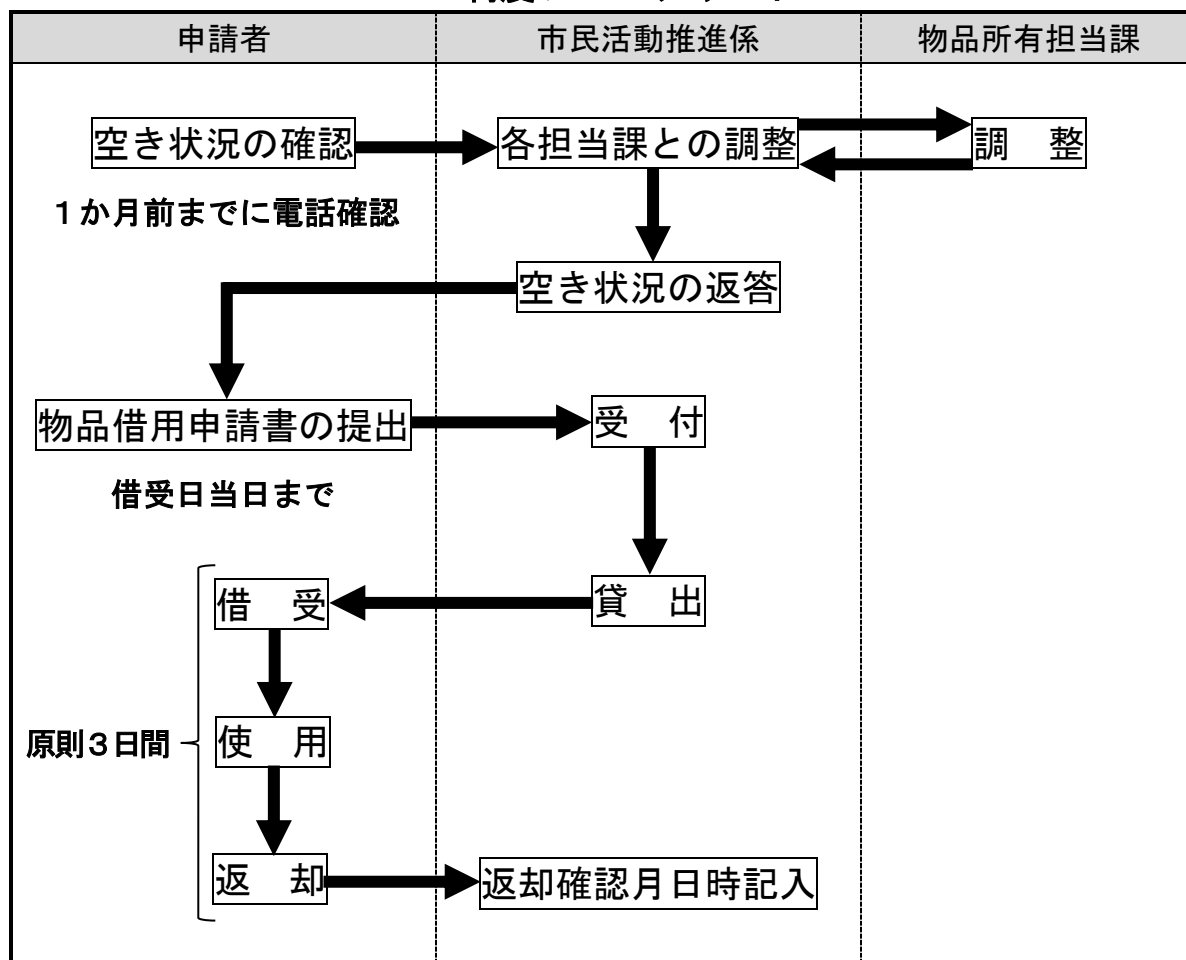 申請者
市民活動推進係
物品所有担当課
空き状況の確認
各担当課との調整
調　整
１か月前までに電話確認
空き状況の返答
物品借用申請書の提出
受　付
借受日当日まで
借　受
貸　出
原則３日間
使　用
返　却
返却確認月日時記入